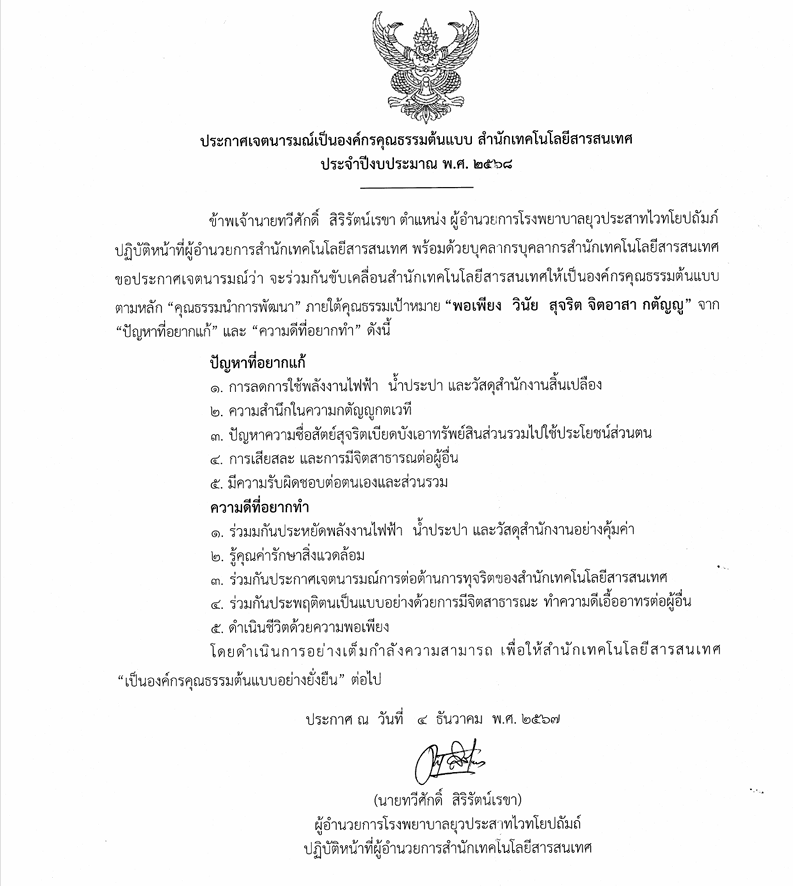 ประกาศเจตนารมณ์เป็นองค์กรคุณธรรมต้นแบบ สำนักเทคโนโลยีสารสนเทศ
ประจำปีงบประมาณ พ.ศ. ๒๕๖๘
ข้าพเจ้านายทวีศักดิ์ สิริรัตน์เรขา ตำแหน่ง ผู้อำนวยการโรงพยาบาลยุวประสาทไวทโยปถัมภ์
ปฏิบัติหน้าที่ผู้อำนวยการสำนักเทคโนโลยีสารสนเทศ พร้อมด้วยบุคลากรบุคลากรสำนักเทคโนโลยีสารสนเทศ
ขอประกาศเจตนารมณ์ว่า จะร่วมกันขับเคลื่อนสำนักเทคโนโลยีสารสนเทศให้เป็นองค์กรคุณธรรมต้นแบบ
ตามหลัก “คุณธรรมนำการพัฒนา” ภายใต้คุณธรรมเป้าหมาย “พอเพียง วินัย สุจริต จิตอาสา กตัญญู” จาก
“ปัญหาที่อยากแก้” และ “ความดีที่อยากทำ” ดังนี้
ปัญหาที่อยากแก้
๑. การลดการใช้พลังงานไฟฟ้า น้ำประปา และวัสดุสำนักงานสิ้นเปลือง
๒. ความสำนึกในความกตัญญูกตเวที
๓. ปัญหาความซื่อสัตย์สุจริตเบียดบังเอาทรัพย์สินส่วนรวมไปใช้ประโยชน์ส่วนตน
๔. การเสียสละ และการมีจิตสาธารณต่อผู้อื่น
๕. มีความรับผิดชอบต่อตนเองและส่วนรวม
ความดีที่อยากทำ
๑. ร่วมมกันประหยัดพลังงานไฟฟ้า น้ำประปา และวัสดุสำนักงานอย่างคุ้มค่า
๒. รู้คุณค่ารักษาสิ่งแวดล้อม
๓. ร่วมกันประกาศเจตนารมณ์การต่อต้านการทุจริตของสำนักเทคโนโลยีสารสนเทศ
๔. ร่วมกันประพฤติตนเป็นแบบอย่างด้วยการมีจิตสาธารณะ ทำความดีเอื้ออาทรต่อผู้อื่น
๕. ดำเนินชีวิตด้วยความพอเพียง
โดยดำเนินการอย่างเต็มกำลังความสามารถ เพื่อให้สำนักเทคโนโลยีสารสนเทศ
“เป็นองค์กรคุณธรรมต้นแบบอย่างยั่งยืน” ต่อไป
ประกาศ ณ วันที่ ๔ ธันวาคม พ.ศ. ๒๕๖๗
(นายทวีศักดิ์ สิริรัตน์เรขา)
ผู้อำนวยการโรงพยาบาลยุวประสาทไวทโยปถัมถ์
ปฏิบัติหน้าที่ผู้อำนวยการสำนักเทคโนโลยีสารสนเทศ